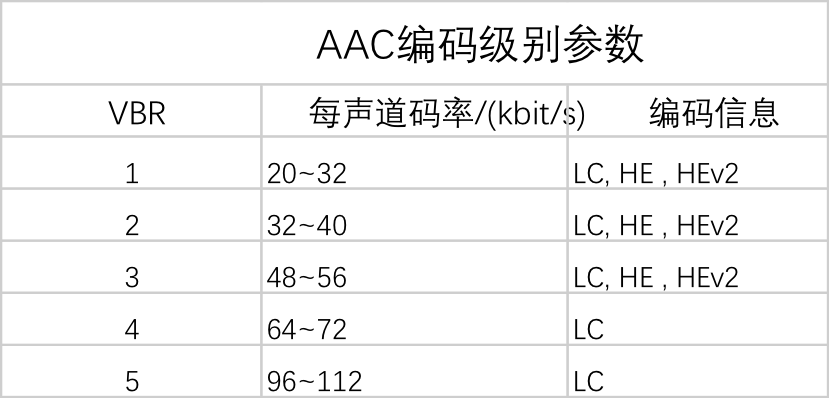 AAC编码级别参数
VBR 每声道码率/(kbit/s) 编码信息
1 20~32 LC, HE , HEv2
2 32~40 LC, HE , HEv2
3 48~56 LC, HE , HEv2
4 64~72 LC
5 96~112 LC